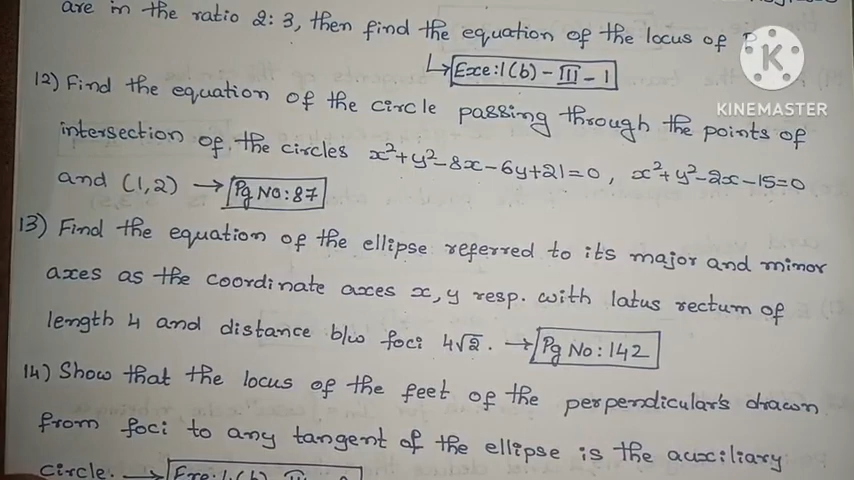 are in the ratio 2:3, then find the equation of the locus of
↳ Exe:1(b)-III-1
KINEMASTER
12) Find the equation of the circle passing through the points of
intersection of. the circles x²+y²-8x-6y+21=0, x²+y²-2x-15=0
and (1,2) → Pg NO:87
13) Find the equation of the ellipse referred to its major and minor
axes as the coordinate axes x,y resp. with latus rectum of
length 4 and distance b/w foci 4√2. → Pg No:142
14) Show that the locus of the feet of the perpendicular's drawn
from foci to any tangent of the ellipse is the auxiliary
circle. →